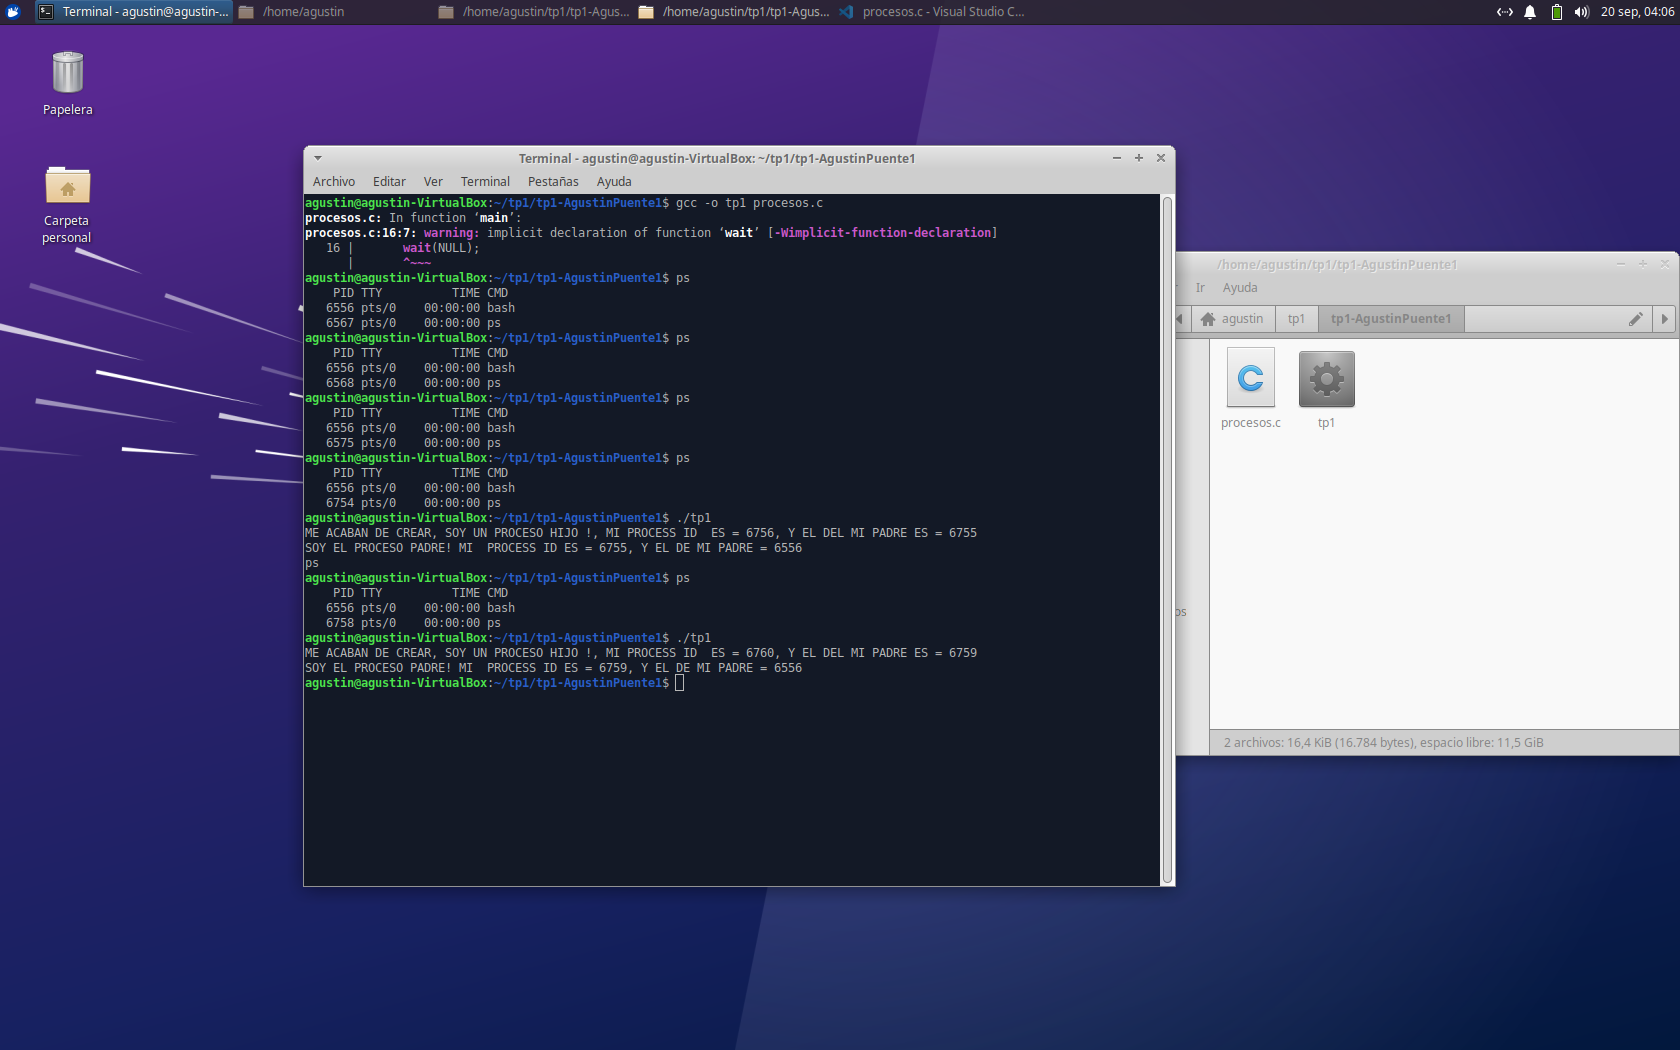 Terminal - agustin@agustin-...
/home/agustin
/home/agustin/tp1/tp1-Agus...
/home/agustin/tp1/tp1-Agus...
procesos.c - Visual Studio C...
20 sep, 04:06
Papelera
Carpeta
personal
Terminal - agustin@agustin-VirtualBox: ~/tp1/tp1-AgustinPuente1
Archivo Editar Ver Terminal Pestañas Ayuda
agustin@agustin-VirtualBox:~/tp1/tp1-AgustinPuente1$ gcc -o tp1 procesos.c
procesos.c: In function ‘main’:
procesos.c:16:7: warning: implicit declaration of function ‘wait’ [-Wimplicit-function-declaration]
   16 |       wait(NULL);
      |       ^~~~
agustin@agustin-VirtualBox:~/tp1/tp1-AgustinPuente1$ ps
    PID TTY          TIME CMD
   6556 pts/0    00:00:00 bash
   6567 pts/0    00:00:00 ps
agustin@agustin-VirtualBox:~/tp1/tp1-AgustinPuente1$ ps
    PID TTY          TIME CMD
   6556 pts/0    00:00:00 bash
   6568 pts/0    00:00:00 ps
agustin@agustin-VirtualBox:~/tp1/tp1-AgustinPuente1$ ps
    PID TTY          TIME CMD
   6556 pts/0    00:00:00 bash
   6575 pts/0    00:00:00 ps
agustin@agustin-VirtualBox:~/tp1/tp1-AgustinPuente1$ ps
    PID TTY          TIME CMD
   6556 pts/0    00:00:00 bash
   6754 pts/0    00:00:00 ps
agustin@agustin-VirtualBox:~/tp1/tp1-AgustinPuente1$ ./tp1
ME ACABAN DE CREAR, SOY UN PROCESO HIJO !, MI PROCESS ID  ES = 6756, Y EL DEL MI PADRE ES = 6755
SOY EL PROCESO PADRE! MI  PROCESS ID ES = 6755, Y EL DE MI PADRE = 6556
ps
agustin@agustin-VirtualBox:~/tp1/tp1-AgustinPuente1$ ps
    PID TTY          TIME CMD
   6556 pts/0    00:00:00 bash
   6758 pts/0    00:00:00 ps
agustin@agustin-VirtualBox:~/tp1/tp1-AgustinPuente1$ ./tp1
ME ACABAN DE CREAR, SOY UN PROCESO HIJO !, MI PROCESS ID  ES = 6760, Y EL DEL MI PADRE ES = 6759
SOY EL PROCESO PADRE! MI  PROCESS ID ES = 6759, Y EL DE MI PADRE = 6556
agustin@agustin-VirtualBox:~/tp1/tp1-AgustinPuente1$
/home/agustin/tp1/tp1-AgustinPuente1
Ir Ayuda
agustin tp1 tp1-AgustinPuente1
procesos.c
tp1
os
2 archivos: 16,4 KiB (16.784 bytes), espacio libre: 11,5 GiB